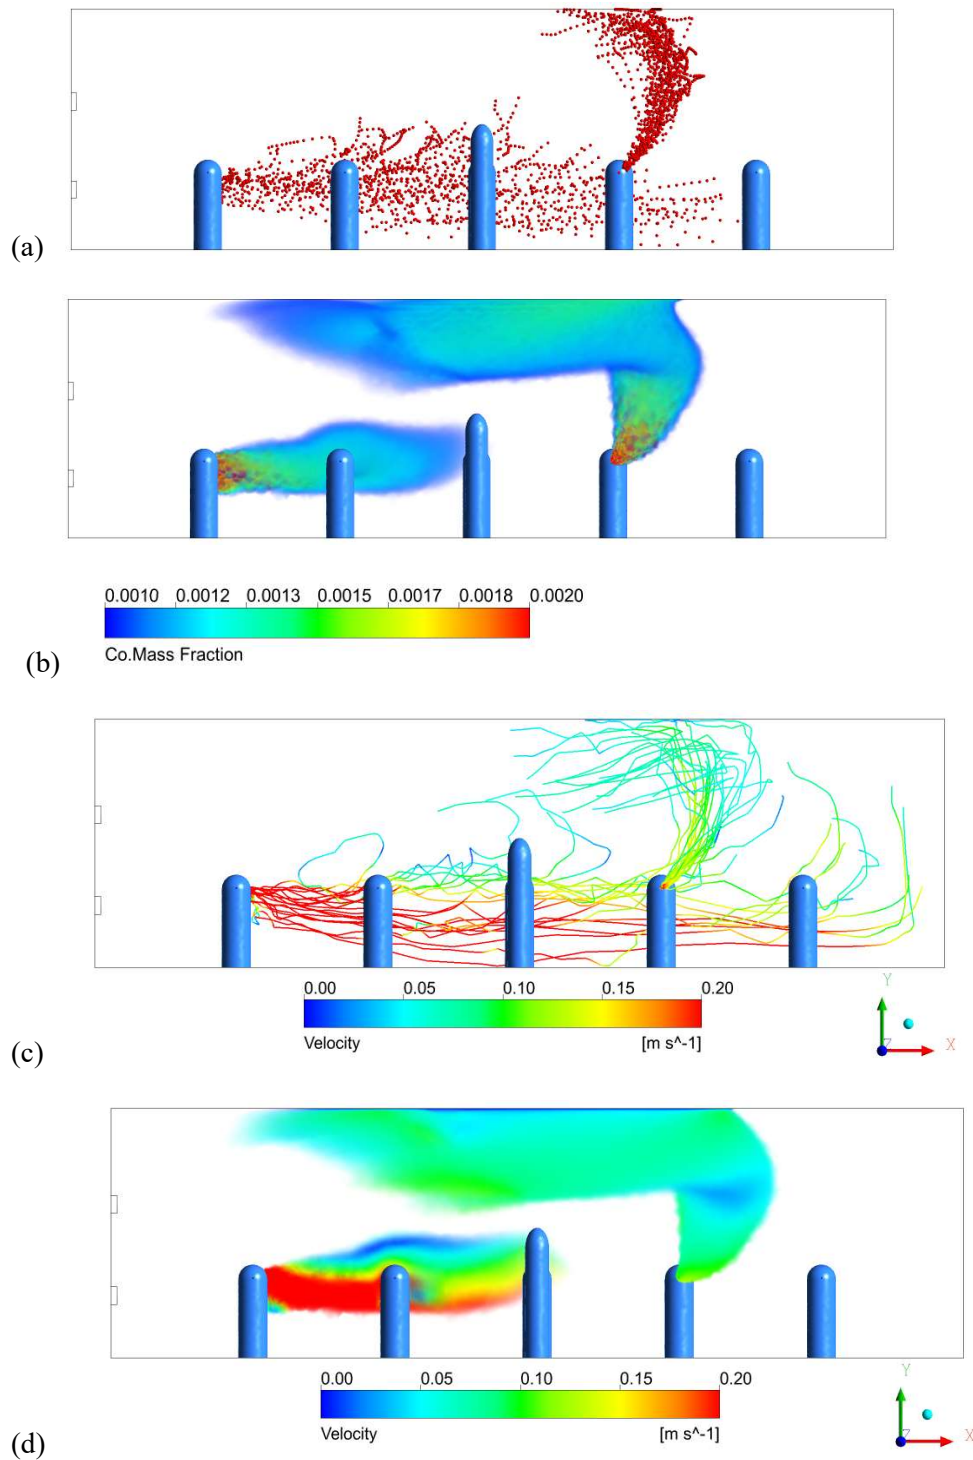 (a)
0.0010 0.0012 0.0013 0.0015 0.0017 0.0018 0.0020
Co.Mass Fraction
(b)
0.00 0.05 0.10 0.15 0.20
Velocity [m s^-1]
Y
Z X
(c)
0.00 0.05 0.10 0.15 0.20
Velocity [m s^-1]
Y
Z X
(d)